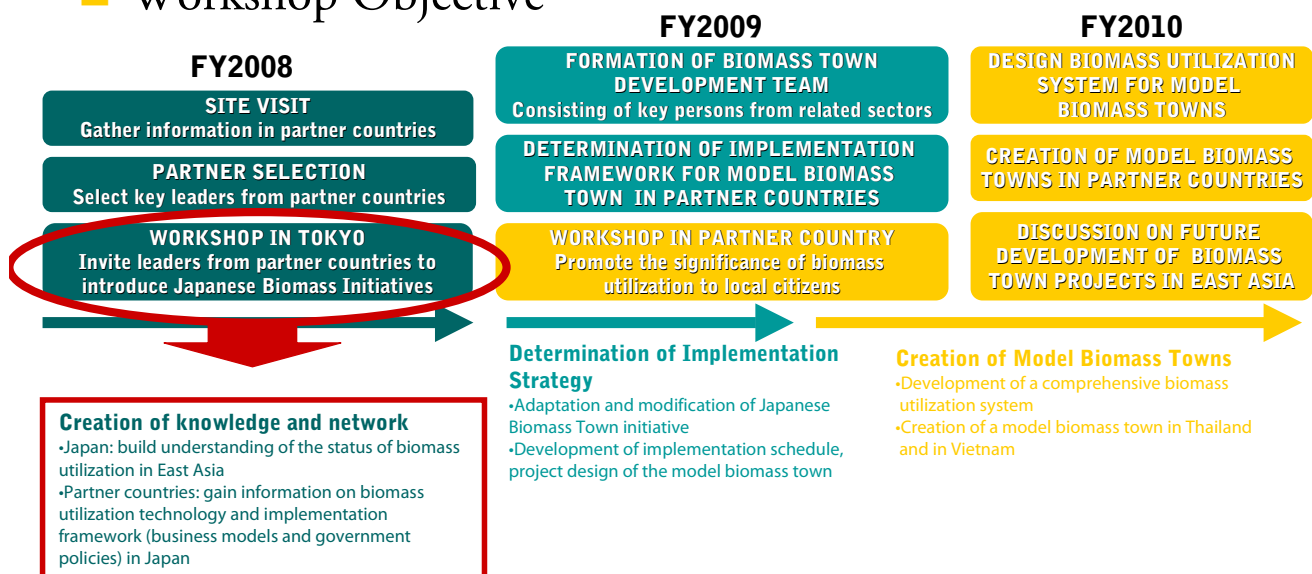 Workshop Objective
FY2008
SITE VISIT
Gather information in partner countries
PARTNER SELECTION
Select key leaders from partner countries
WORKSHOP IN TOKYO
Invite leaders from partner countries to
introduce Japanese Biomass Initiatives
FY2009
FORMATION OF BIOMASS TOWN
DEVELOPMENT TEAM
Consisting of key persons from related sectors
DETERMINATION OF IMPLEMENTATION
FRAMEWORK FOR MODEL BIOMASS
TOWN IN PARTNER COUNTRIES
WORKSHOP IN PARTNER COUNTRY
Promote the significance of biomass
utilization to local citizens
FY2010
DESIGN BIOMASS UTILIZATION
SYSTEM FOR MODEL
BIOMASS TOWNS
CREATION OF MODEL BIOMASS
TOWNS IN PARTNER COUNTRIES
DISCUSSION ON FUTURE
DEVELOPMENT OF BIOMASS
TOWN PROJECTS IN EAST ASIA
Creation of knowledge and network
•Japan: build understanding of the status of biomass
utilization in East Asia
•Partner countries: gain information on biomass
utilization technology and implementation
framework (business models and government
policies) in Japan
Determination of Implementation
Strategy
•Adaptation and modification of Japanese
Biomass Town initiative
•Development of implementation schedule,
project design of the model biomass town
Creation of Model Biomass Towns
•Development of a comprehensive biomass
utilization system
•Creation of a model biomass town in Thailand
and in Vietnam